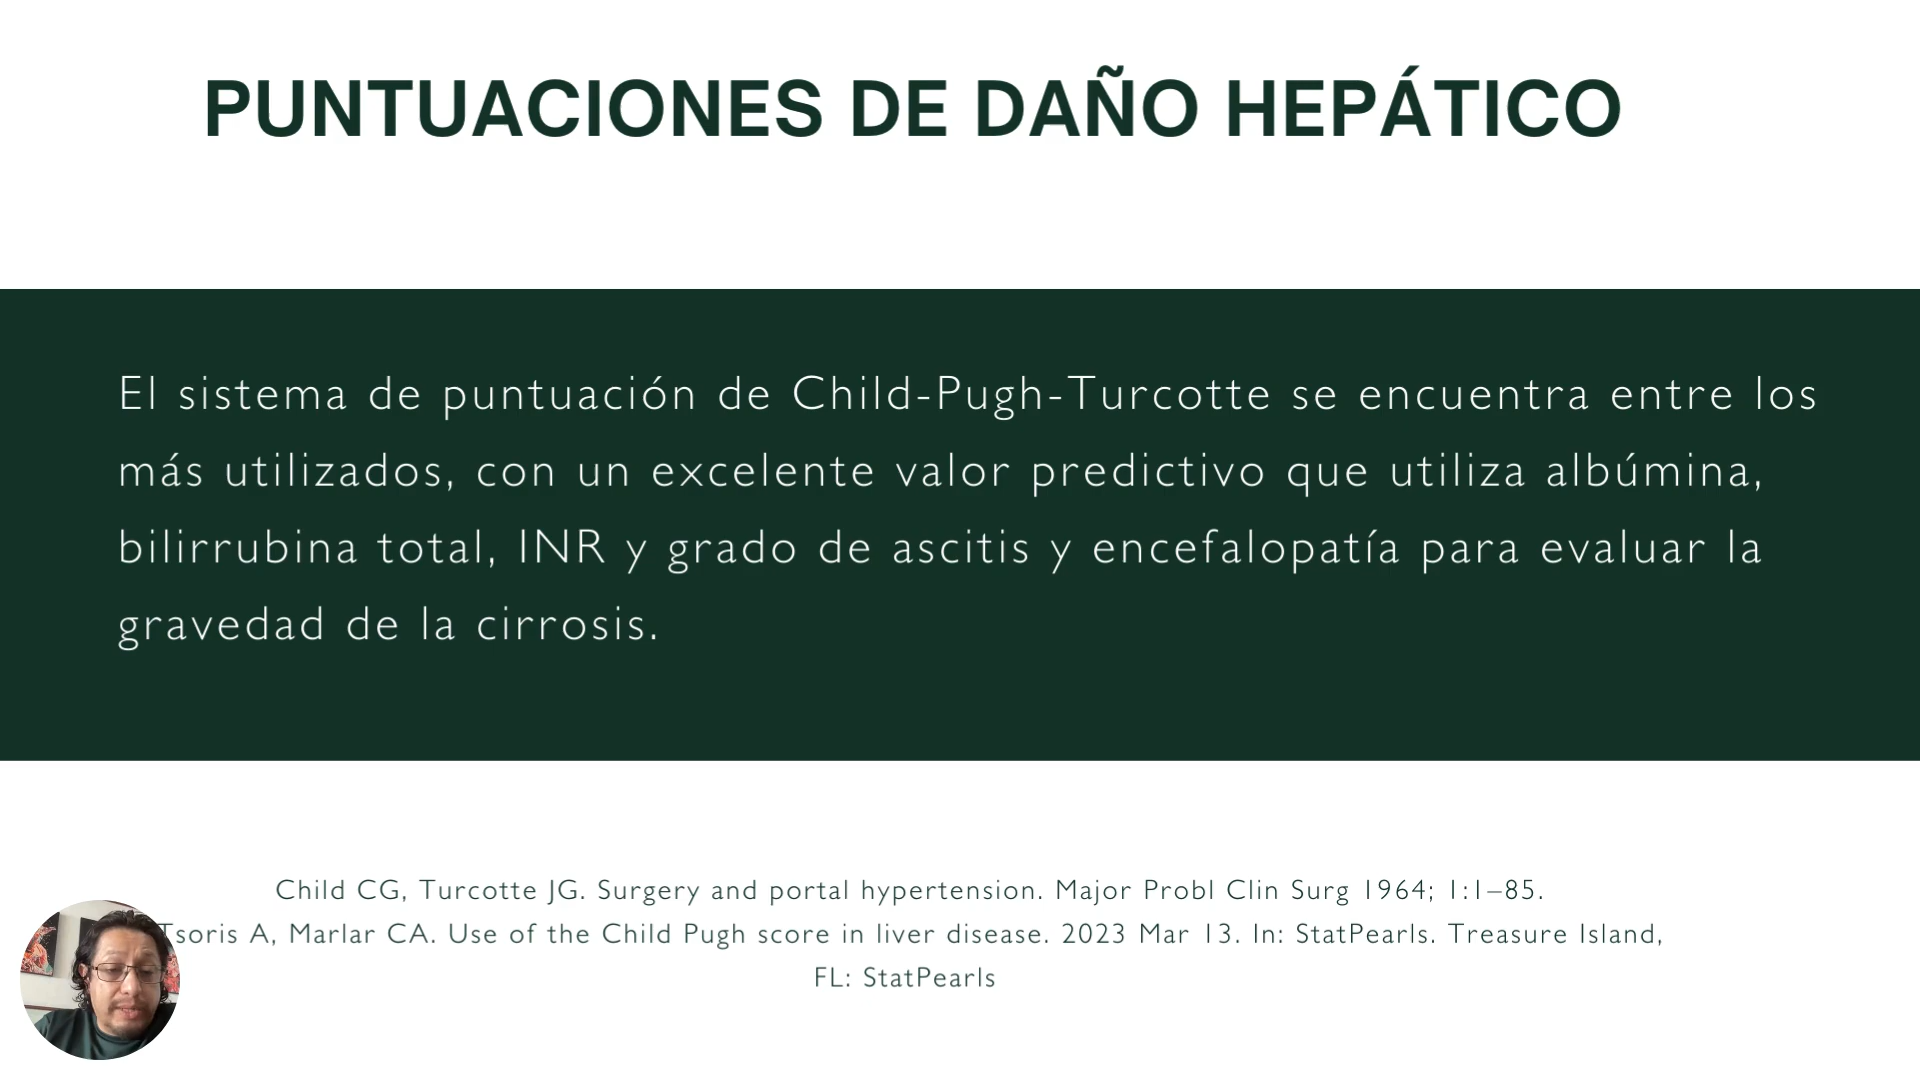 PUNTUACIONES DE DAÑO HEPÁTICO
El sistema de puntuación de Child-Pugh-Turcotte se encuentra entre los
más utilizados, con un excelente valor predictivo que utiliza albúmina,
bilirrubina total, INR y grado de ascitis y encefalopatía para evaluar la
gravedad de la cirrosis.
Child CG, Turcotte JG. Surgery and portal hypertension. Major Probl Clin Surg 1964; 1:1–85.
Tsoris A, Marlar CA. Use of the Child Pugh score in liver disease. 2023 Mar 13. In: StatPearls. Treasure Island,
FL: StatPearls